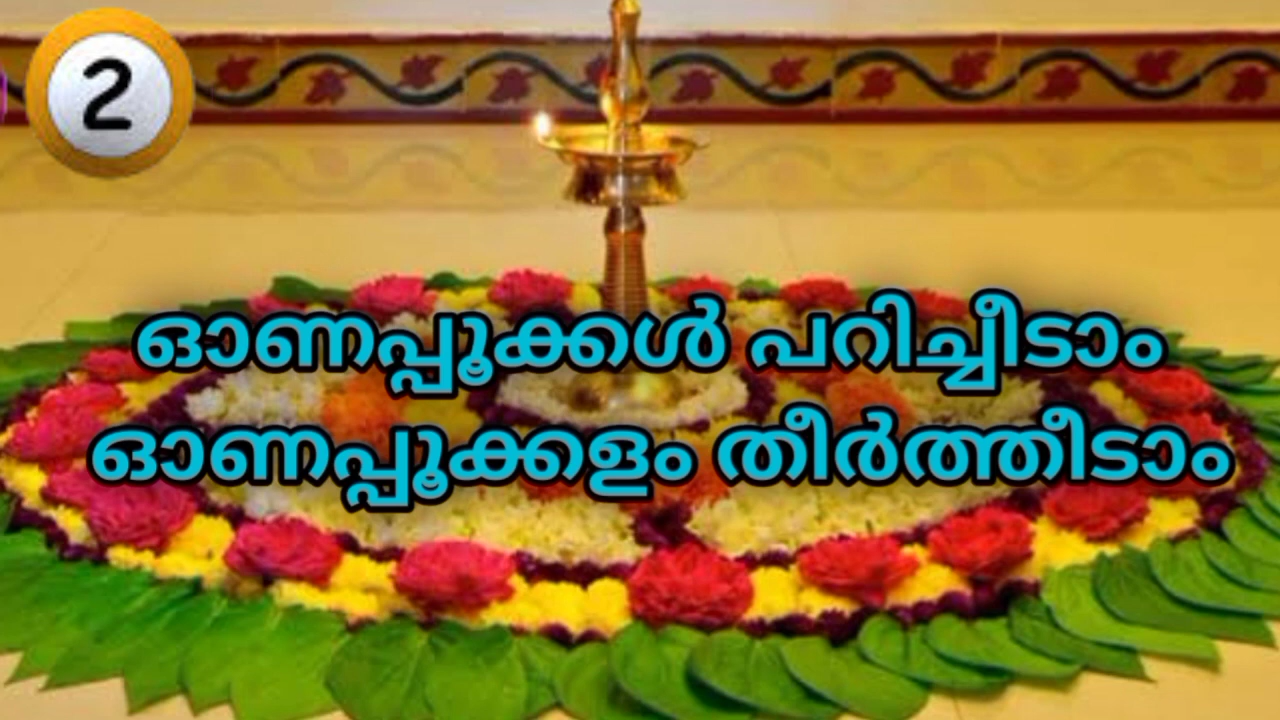 2
ഓണപ്പൂക്കൾ പറിച്ചീടാം
ഓണപ്പൂക്കളം തീർത്തീടാം